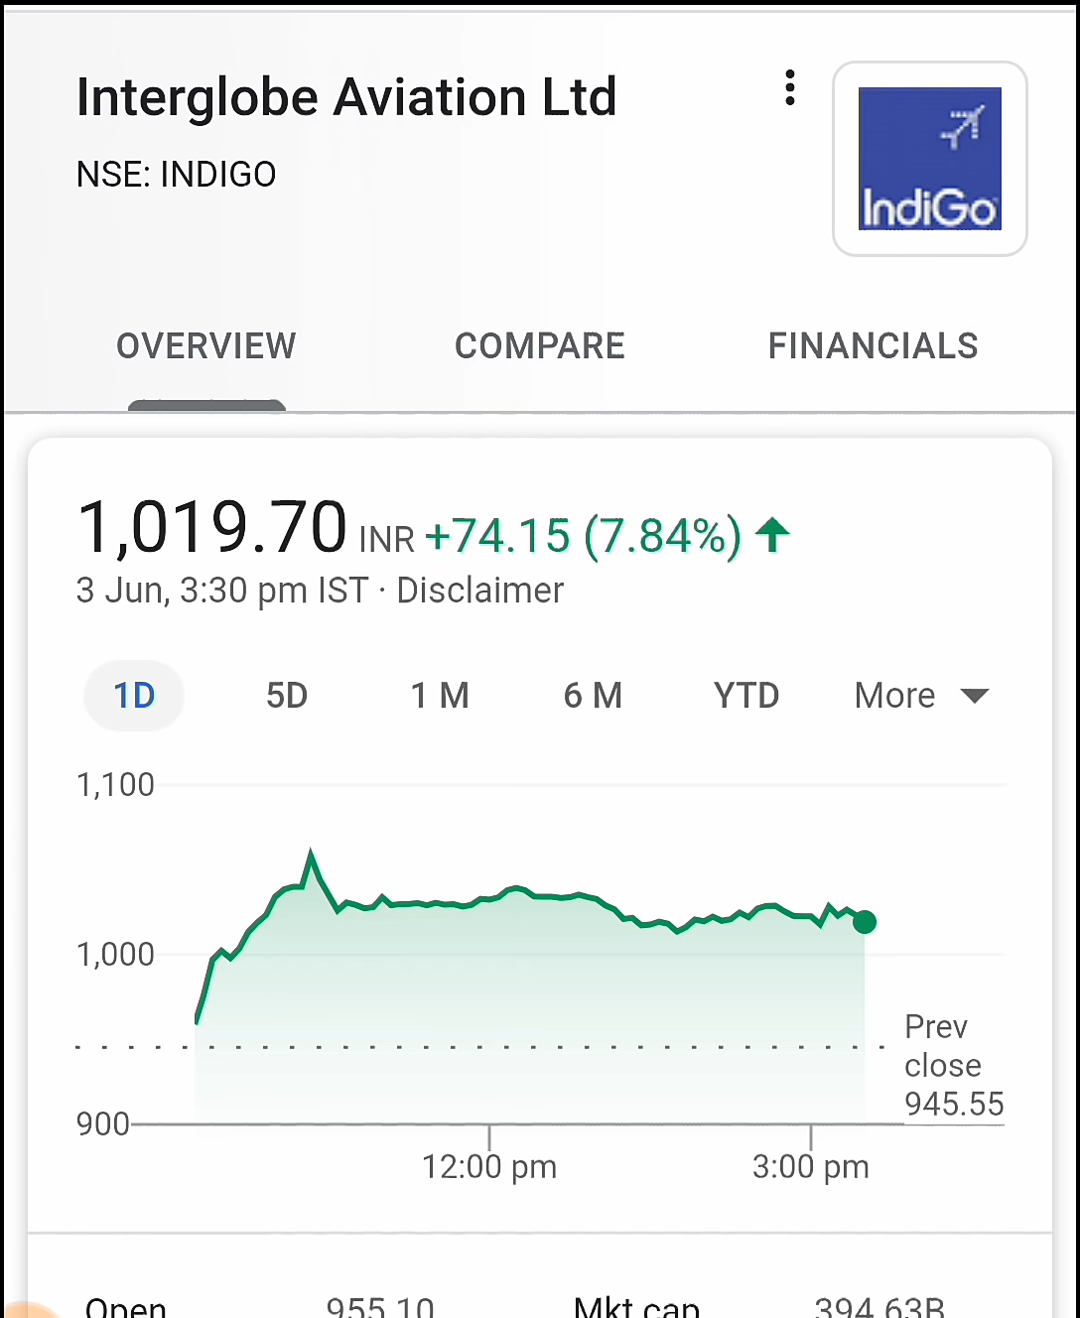 Interglobe Aviation Ltd
NSE: INDIGO
IndiGo
OVERVIEW COMPARE FINANCIALS
1,019.70 INR +74.15 (7.84%)
3 Jun, 3:30 pm IST · Disclaimer
1D 5D 1 M 6 M YTD More
1,100
1,000
Prev
close
945.55
900
12:00 pm 3:00 pm
Open 955.10 Mkt cap 394.63B